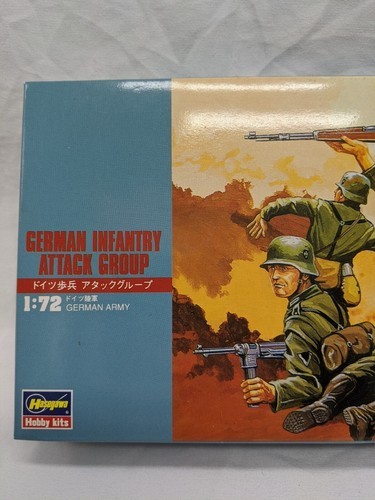 GERMAN INFANTRY
ATTACK GROUP
ドイツ歩兵 アタックグループ
1:72 ドイツ陸軍
GERMAN ARMY
Hasegawa
Hobby kits